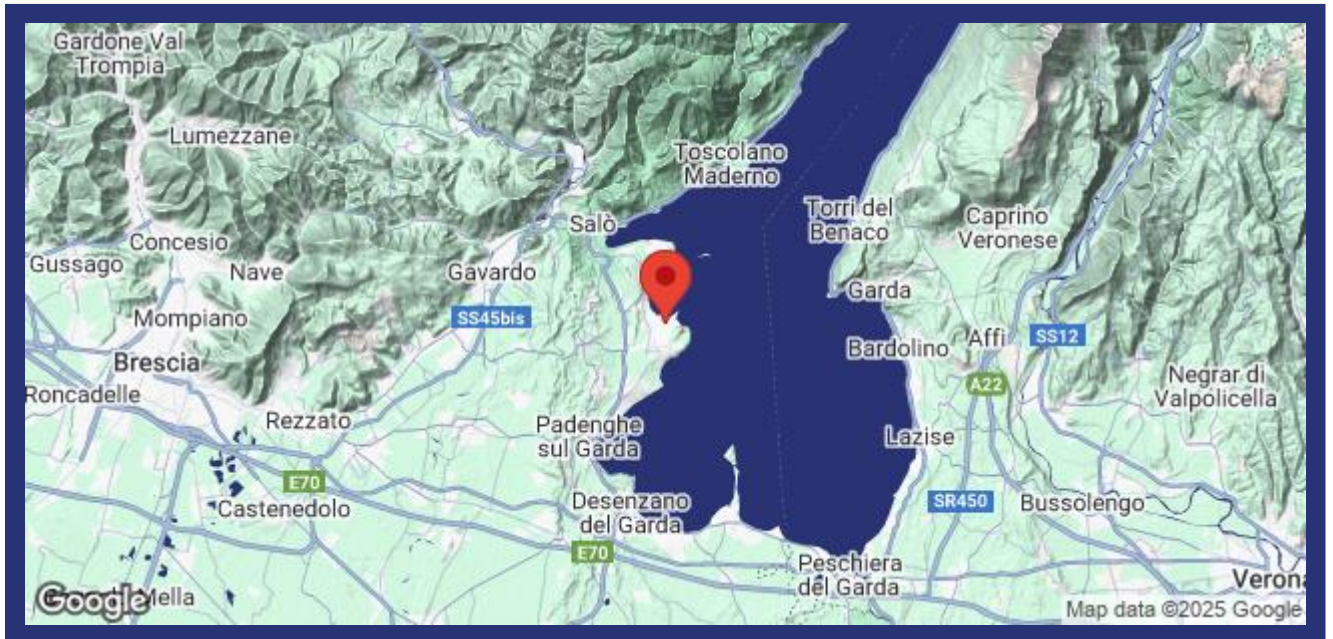 Gardone Val
Trompia
Lumezzane
Toscolano
Maderno
Salò
Torri del
Benaco
Caprino
Veronese
Concesio
Gussago
Nave
Gavardo
Garda
Mompiano
SS45bis
SS12
Affi
Bardolino
Brescia
A22
Negrar di
Valpolicella
Roncadelle
Rezzato
Padenghe
sul Garda
Lazise
E70
Castenedolo
Desenzano
del Garda
SR450
Bussolengo
E70
Peschiera
del Garda
Verona
Google
Mella
Map data ©2025 Google